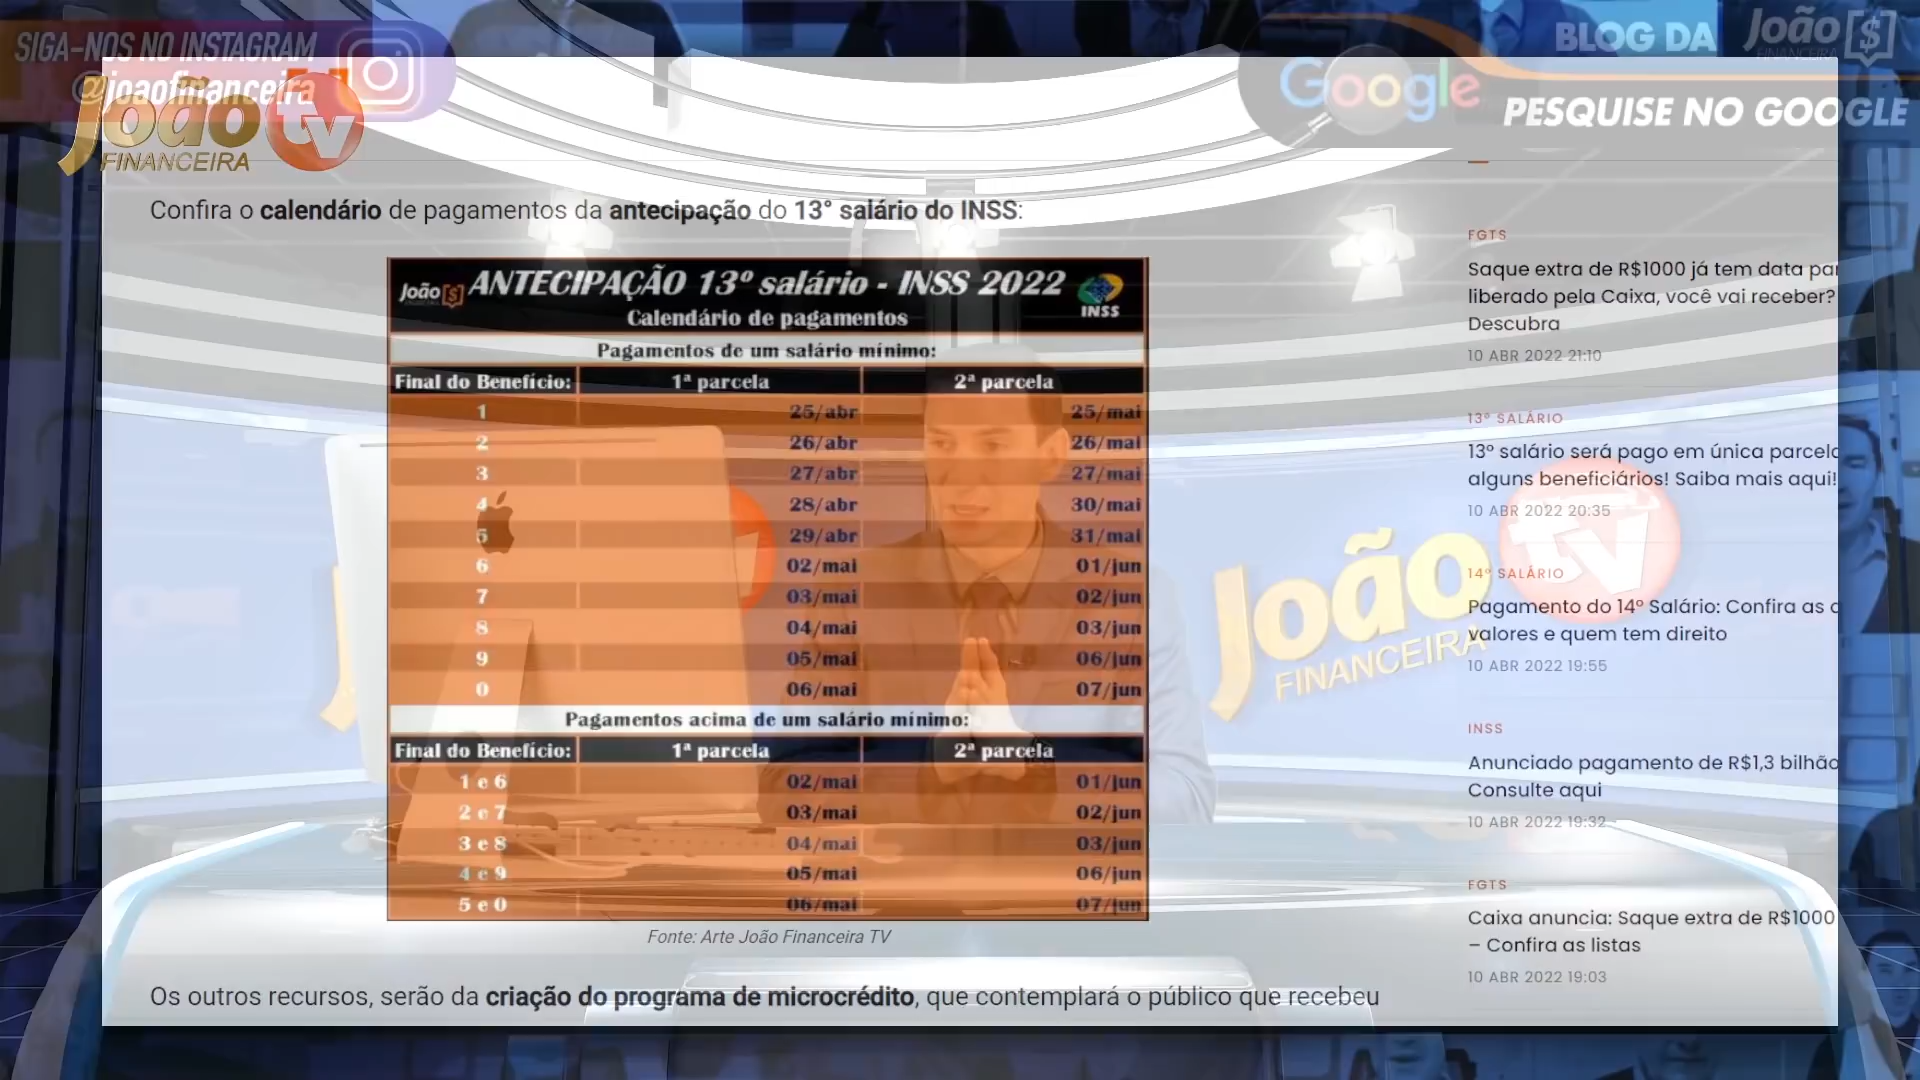 SIGA-NOS NO INSTAGRAM
@joaofinanceira
João tv
FINANCEIRA
Google
BLOG DA João [$]
FINANCEIRA
PESQUISE NO GOOGLE
Confira o calendário de pagamentos da antecipação do 13° salário do INSS:
João [$] ANTECIPAÇÃO 13º salário - INSS 2022
INSS
Calendário de pagamentos
Pagamentos de um salário mínimo:
Final do Benefício: 1ª parcela 2ª parcela
1 25/abr 25/mai
2 26/abr 26/mai
3 27/abr 27/mai
4 28/abr 30/mai
5 29/abr 31/mai
6 02/mai 01/jun
7 03/mai 02/jun
8 04/mai 03/jun
9 05/mai 06/jun
0 06/mai 07/jun
Pagamentos acima de um salário mínimo:
Final do Benefício: 1ª parcela 2ª parcela
1 e 6 02/mai 01/jun
2 e 7 03/mai 02/jun
3 e 8 04/mai 03/jun
4 e 9 05/mai 06/jun
5 e 0 06/mai 07/jun
Fonte: Arte João Financeira TV
Os outros recursos, serão da criação do programa de microcrédito, que contemplará o público que recebeu
FGTS
Saque extra de R$1000 já tem data
liberado pela Caixa, você vai receber?
Descubra
10 ABR 2022 21:10
13º SALÁRIO
13º salário será pago em única
alguns beneficiários! Saiba mais aqui!
10 ABR 2022 20:35
14º SALÁRIO
Pagamento do 14º Salário: Confira as
valores e quem tem direito
10 ABR 2022 19:55
INSS
Anunciado pagamento de R$1,3 bilhão
Consulte aqui
10 ABR 2022 19:32
FGTS
Caixa anuncia: Saque extra de R$1000
– Confira as listas
10 ABR 2022 19:03
João tv
FINANCEIRA